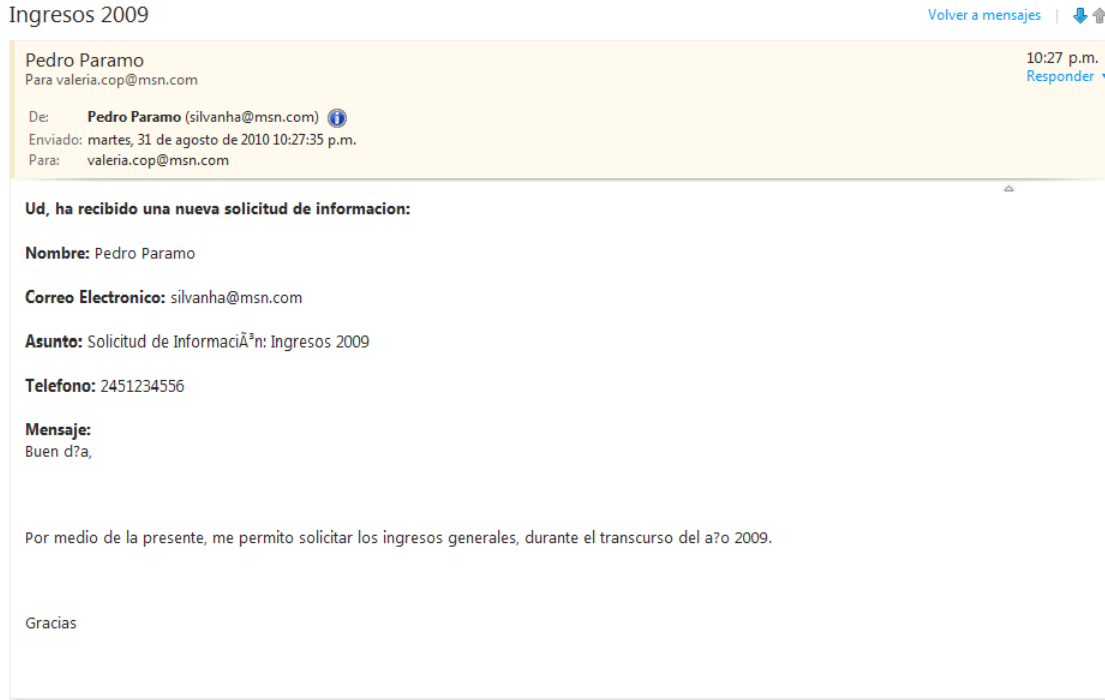 Ingresos 2009
Volver a mensajes
Pedro Paramo
10:27 p.m.
Para valeria.cop@msn.com
Responder
De: Pedro Paramo (silvanha@msn.com)
Enviado: martes, 31 de agosto de 2010 10:27:35 p.m.
Para: valeria.cop@msn.com
Ud, ha recibido una nueva solicitud de informacion:
Nombre: Pedro Paramo
Correo Electronico: silvanha@msn.com
Asunto: Solicitud de InformaciÃ³n: Ingresos 2009
Telefono: 2451234556
Mensaje:
Buen d?a,
Por medio de la presente, me permito solicitar los ingresos generales, durante el transcurso del a?o 2009.
Gracias